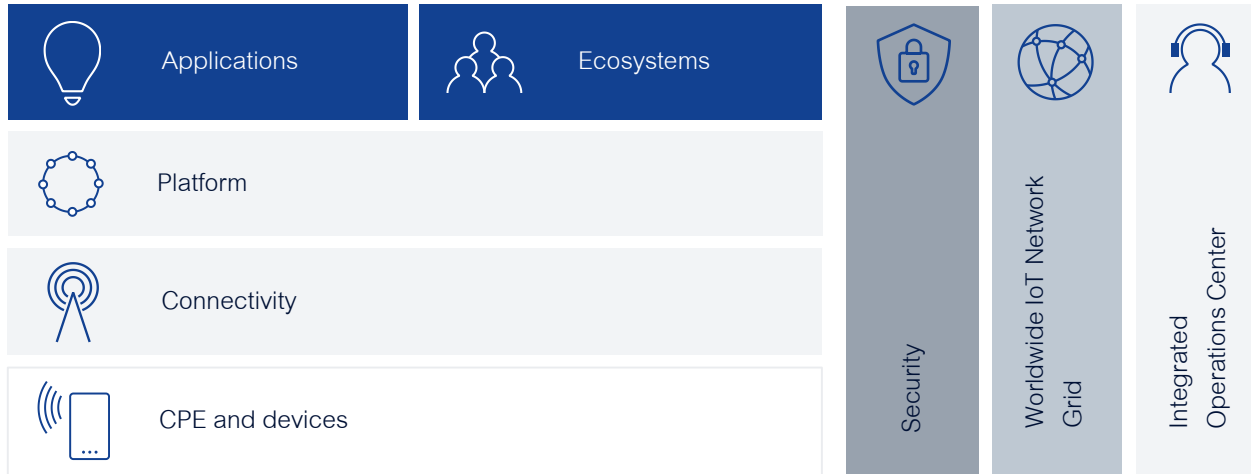 Applications
Ecosystems
Platform
Connectivity
CPE and devices
Security
Worldwide IoT Network
Grid
Integrated
Operations Center